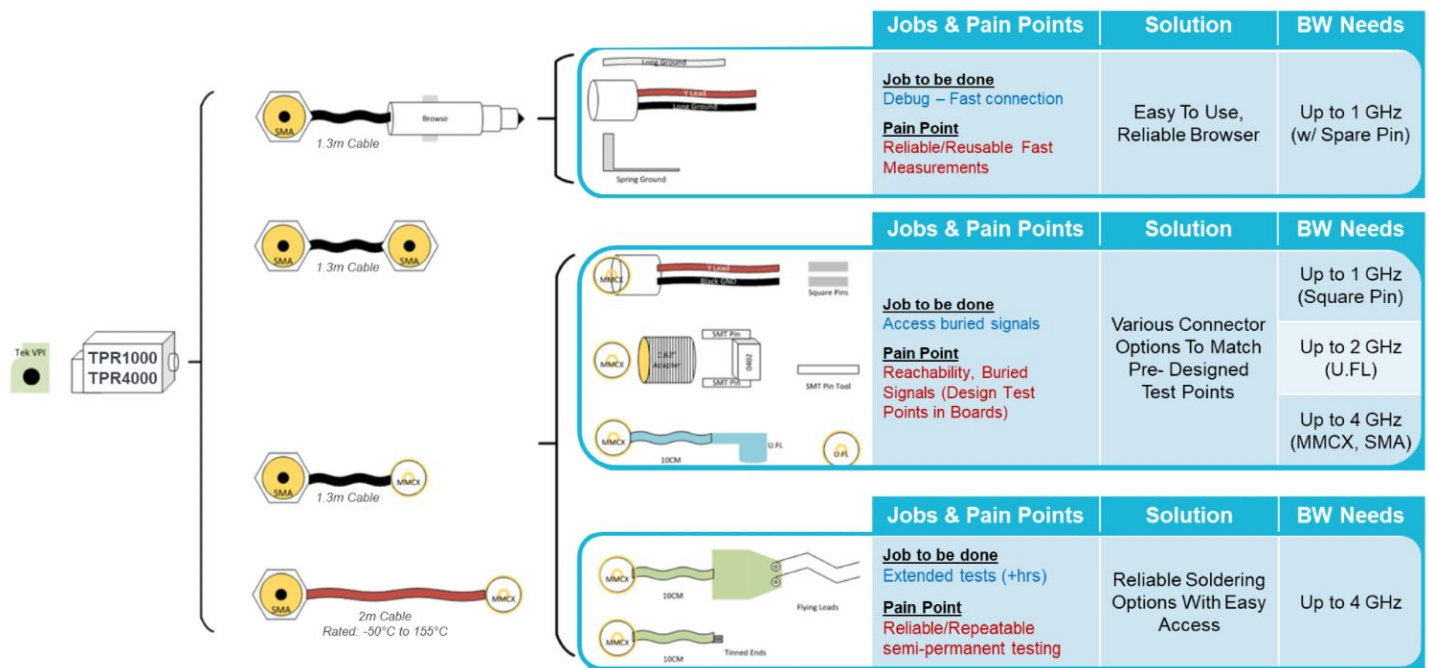 Jobs & Pain Points
Solution
BW Needs
Long Ground
Y Lead
Long Ground
Spring Ground
SMA
1.3m Cable
Browse
Job to be done
Debug – Fast connection
Pain Point
Reliable/Reusable Fast
Measurements
Easy To Use,
Reliable Browser
Up to 1 GHz
(w/ Spare Pin)
SMA
1.3m Cable
SMA
Tek VPI
TPR1000
TPR4000
SMA
1.3m Cable
MMCX
SMA
2m Cable
Rated: -50°C to 155°C
MMCX
Jobs & Pain Points
Solution
BW Needs
MMCX
Y Lead
Black GND
Square Pins
MMCX
Adapter
SMT Pin
0402
SMT Pin
SMT Pin Tool
MMCX
10CM
U.FL
U.FL
Job to be done
Access buried signals
Pain Point
Reachability, Buried
Signals (Design Test
Points in Boards)
Various Connector
Options To Match
Pre- Designed
Test Points
Up to 1 GHz
(Square Pin)
Up to 2 GHz
(U.FL)
Up to 4 GHz
(MMCX, SMA)
Jobs & Pain Points
Solution
BW Needs
MMCX
10CM
Flying Leads
MMCX
10CM
Tinned Ends
Job to be done
Extended tests (+hrs)
Pain Point
Reliable/Repeatable
semi-permanent testing
Reliable Soldering
Options With Easy
Access
Up to 4 GHz